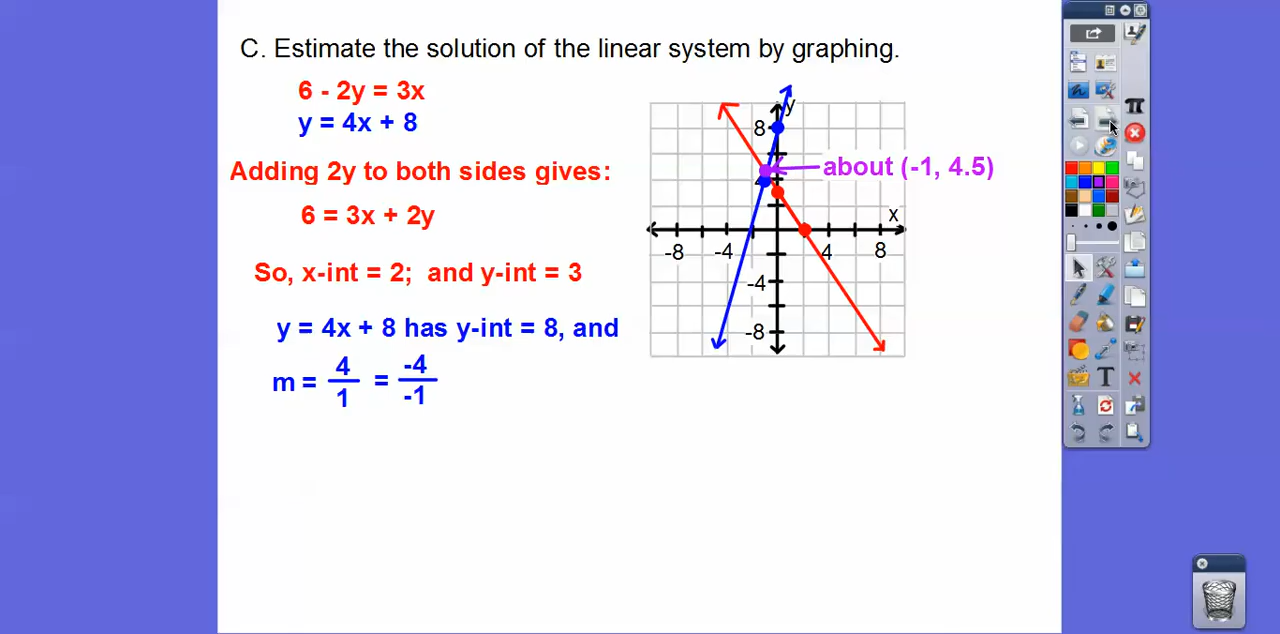 C. Estimate the solution of the linear system by graphing.
6 - 2y = 3x
y = 4x + 8
Adding 2y to both sides gives:
6 = 3x + 2y
So, x-int = 2; and y-int = 3
y = 4x + 8 has y-int = 8, and
m = 4/1 = -4/-1
y
8
about (-1, 4.5)
x
-8 -4 4 8
-4
-8
π
T